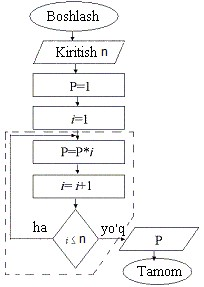 Boshlash
Kiritish n
P=1
i=1
P=P*i
i= i+1
ha
i ≤ n
yo'q
P
Tamom